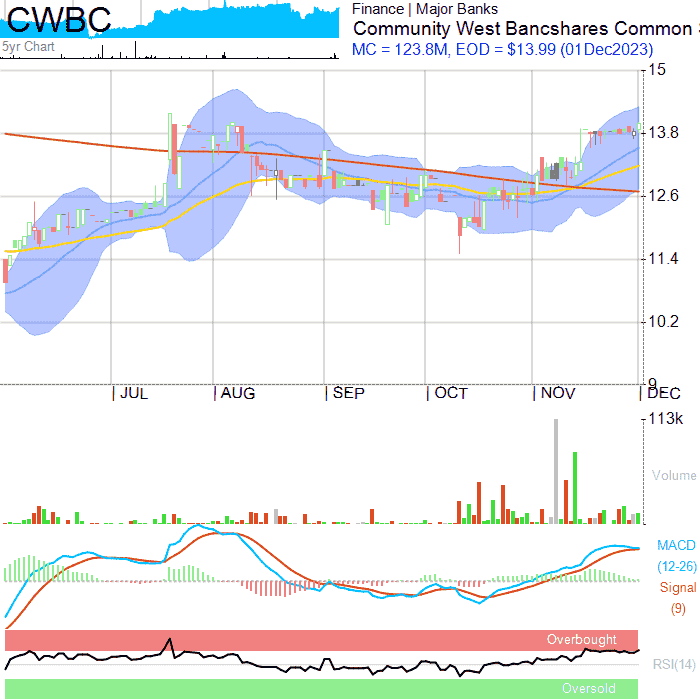 CWBC
5yr Chart
Finance | Major Banks
Community West Bancshares Common
MC = 123.8M, EOD = $13.99 (01Dec2023)
15
13.8
12.6
11.4
10.2
9
| JUL | AUG | SEP | OCT | NOV | DEC
113k
Volume
MACD
(12-26)
Signal
(9)
Overbought
RSI(14)
Oversold